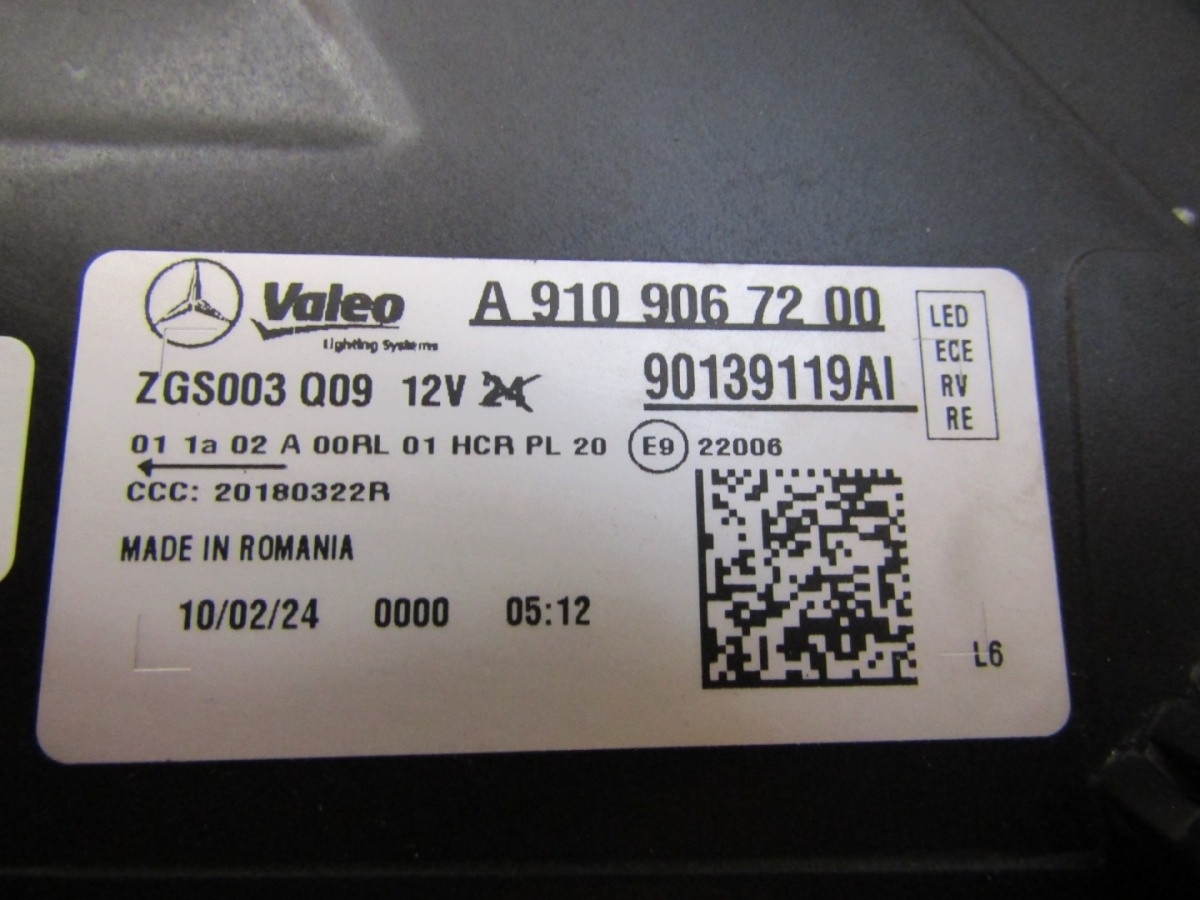 Valeo A 910 906 72 00
Lighting Systems
ZGS003 Q09 12V 24 90139119AI
LED
ECE
RV
RE
01 1a 02 A 00RL 01 HCR PL 20 E9 22006
CCC: 20180322R
MADE IN ROMANIA
10/02/24 0000 05:12
L6